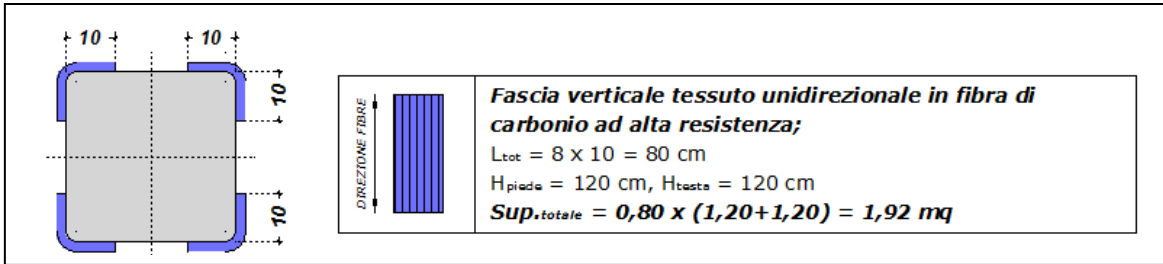 10
10
10
10
10
DIREZIONE FIBRE
Fascia verticale tessuto unidirezionale in fibra di
carbonio ad alta resistenza;
Ltot = 8 x 10 = 80 cm
Hpiede = 120 cm, Htesta = 120 cm
Sup.totale = 0,80 x (1,20+1,20) = 1,92 mq